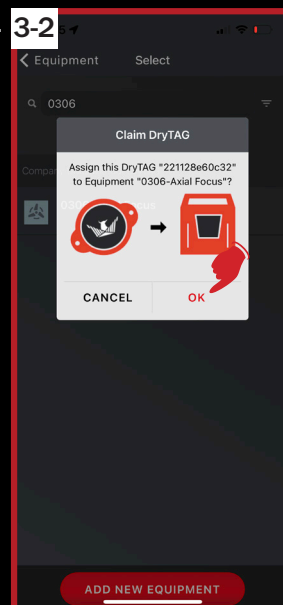 3-2
Equipment
Select
0306
Claim DryTAG
Assign this DryTAG "221128e60c32"
to Equipment "0306-Axial Focus"?
CANCEL
OK
ADD NEW EQUIPMENT